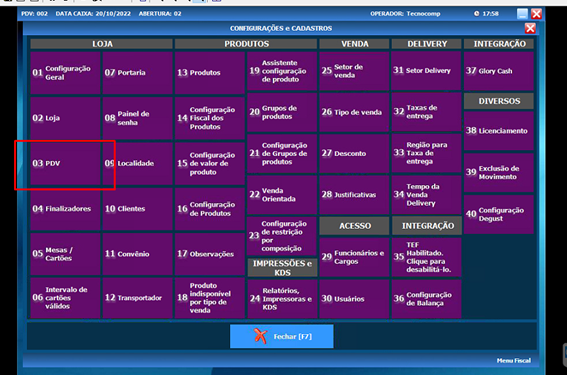 PDV: 002 DATA CAIXA: 20/10/2022 ABERTURA: 02 OPERADOR: Tecnocomp 17:58
CONFIGURAÇÕES e CADASTROS
LOJA
PRODUTOS
VENDA
DELIVERY
INTEGRAÇÃO
01 Configuração
Geral
07 Portaria
13 Produtos
19 Assistente
configuração
de produto
25 Setor de
venda
31 Setor Delivery
37 Glory Cash
02 Loja
08 Painel de
senha
14 Configuração
Fiscal dos
Produtos
20 Grupos de
produtos
26 Tipo de venda
32 Taxas de
entrega
DIVERSOS
38 Licenciamento
03 PDV
09 Localidade
15 Configuração
de valor de
produto
21 Configuração
de Grupos de
produtos
27 Desconto
33 Região para
Taxa de
entrega
39 Exclusão de
Movimento
04 Finalizadores
10 Clientes
16 Configuração
de Produtos
22 Venda
Orientada
28 Justificativas
34 Tempo da
Venda
Delivery
40 Configuração
Degust
05 Mesas /
Cartões
11 Convênio
17 Observações
23 Configuração
de restrição
por
composição
ACESSO
29 Funcionários e
Cargos
INTEGRAÇÃO
35 TEF
Habilitado.
Clique para
desabilitá-lo.
06 Intervalo de
cartões
válidos
12 Transportador
18 Produto
indisponível
por tipo de
venda
IMPRESSÕES e
KDS
24 Relatórios,
Impressoras e
KDS
30 Usuários
36 Configuração
de Balança
Fechar [F7]
Menu Fiscal